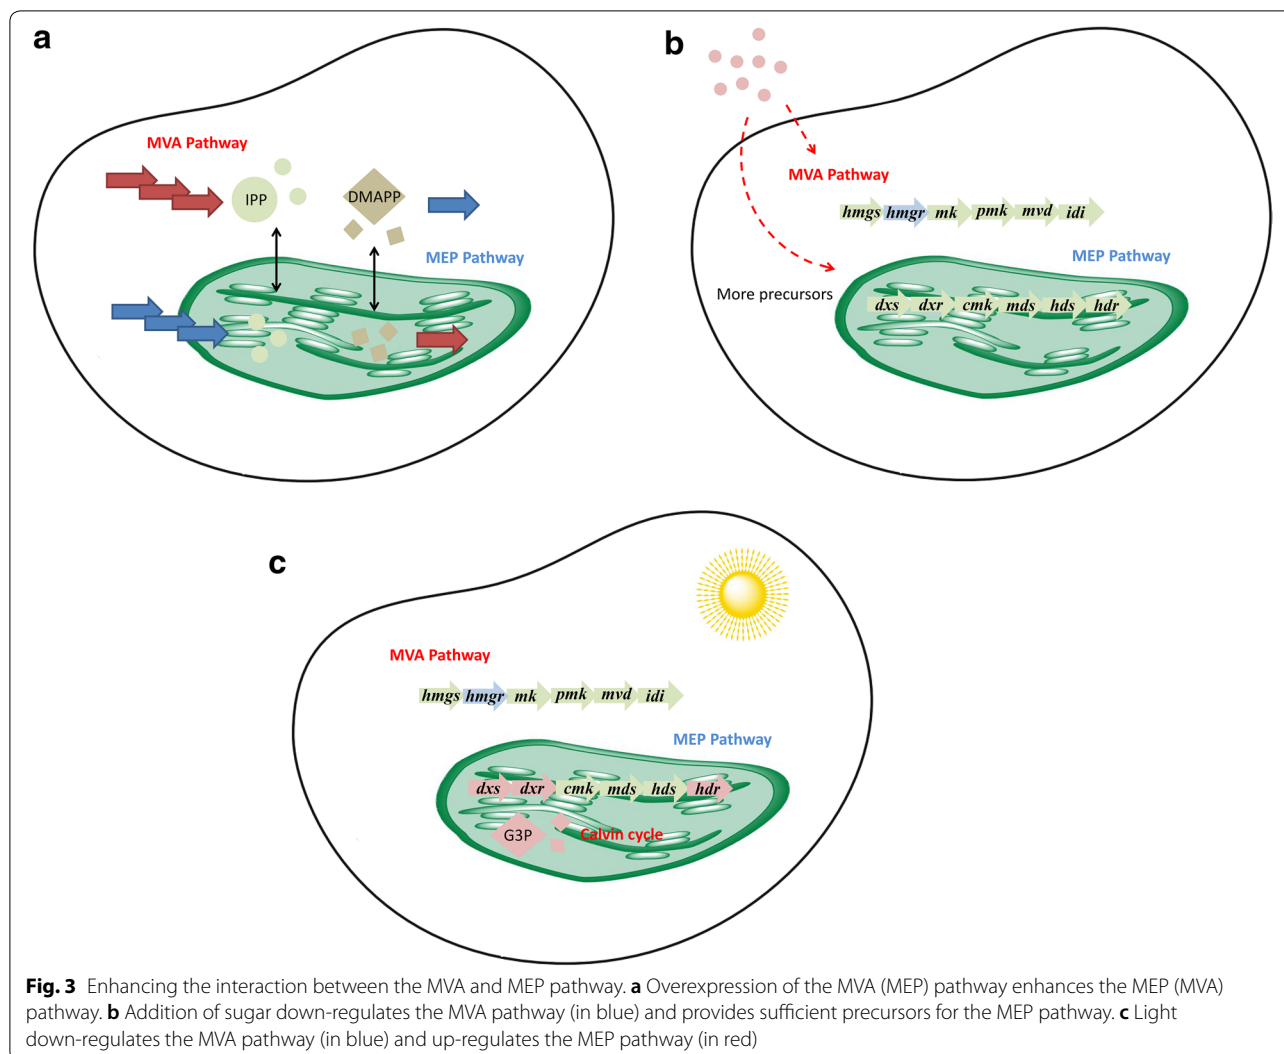 a
MVA Pathway
IPP
DMAPP
MEP Pathway
b
MVA Pathway
hmgs hmgr mk pmk mvd idi
MEP Pathway
More precursors
dxs dxr cmk mds hds hdr
c
MVA Pathway
hmgs hmgr mk pmk mvd idi
MEP Pathway
dxs dxr cmk mds hds hdr
G3P
Calvin cycle
Fig. 3 Enhancing the interaction between the MVA and MEP pathway. a Overexpression of the MVA (MEP) pathway enhances the MEP (MVA)
pathway. b Addition of sugar down-regulates the MVA pathway (in blue) and provides sufficient precursors for the MEP pathway. c Light
down-regulates the MVA pathway (in blue) and up-regulates the MEP pathway (in red)